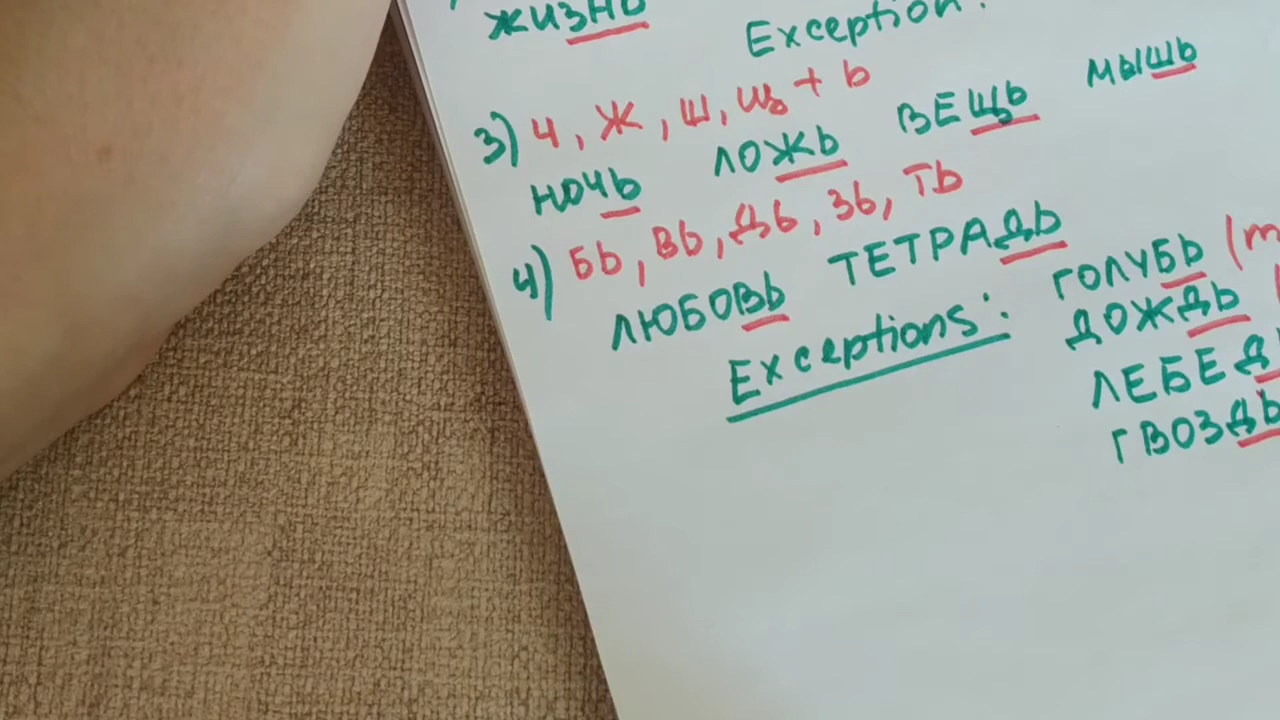 ЖИЗНЬ
Exception:
3) Ч, Ж, Ш, Щ + Ь
НОЧЬ ЛОЖЬ ВЕЩЬ МЫШЬ
4) БЬ, ВЬ, ДЬ, ЗЬ, ТЬ
ЛЮБОВЬ ТЕТРАДЬ
Exceptions: ГОЛУБЬ (m
ДОЖДЬ (
ЛЕБЕД
ГВОЗДЬ